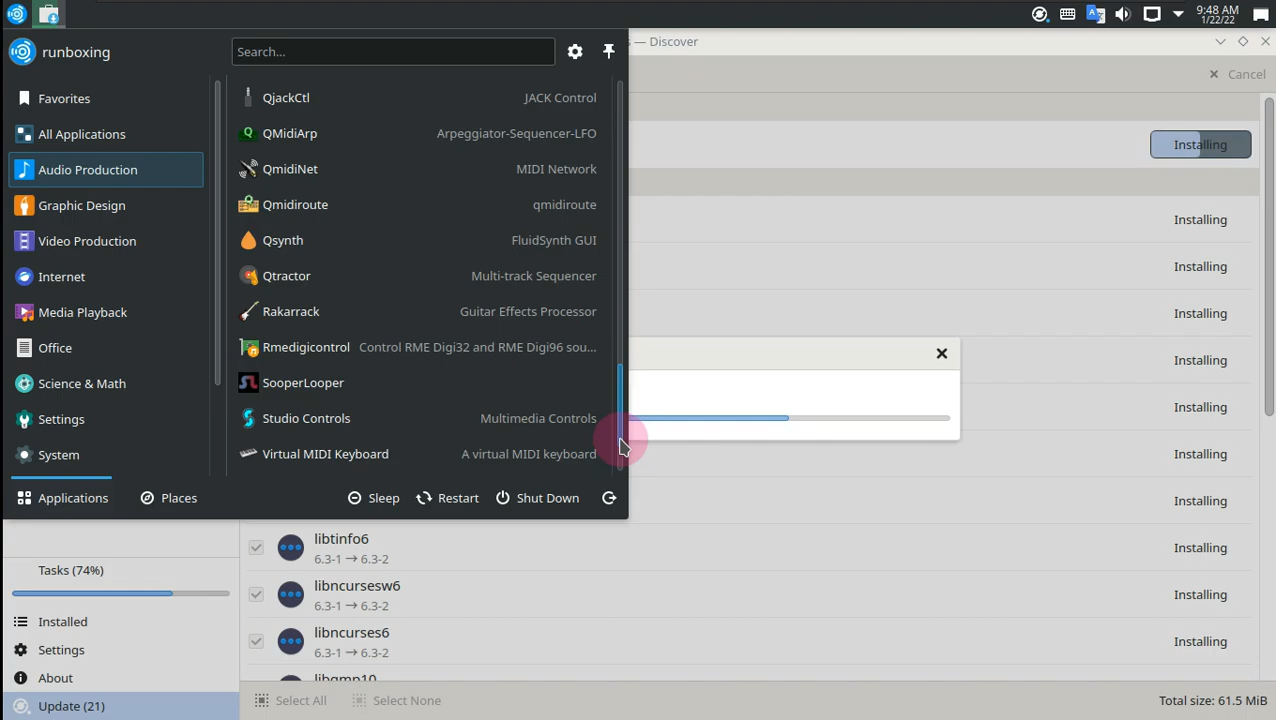 9:48 AM
1/22/22
runboxing
Search...
— Discover
Cancel
Favorites
All Applications
Audio Production
Graphic Design
Video Production
Internet
Media Playback
Office
Science & Math
Settings
System
QjackCtl JACK Control
QMidiArp Arpeggiator-Sequencer-LFO
QmidiNet MIDI Network
Qmidiroute qmidiroute
Qsynth FluidSynth GUI
Qtractor Multi-track Sequencer
Rakarrack Guitar Effects Processor
Rmedigicontrol Control RME Digi32 and RME Digi96 sou...
SooperLooper
Studio Controls Multimedia Controls
Virtual MIDI Keyboard A virtual MIDI keyboard
Applications Places Sleep Restart Shut Down
Installing
Installing
Installing
Installing
Installing
Installing
Installing
Installing
libtinfo6
6.3-1 → 6.3-2
Installing
libncursesw6
6.3-1 → 6.3-2
Installing
libncurses6
6.3-1 → 6.3-2
Installing
libgmp10
Tasks (74%)
Installed
Settings
About
Update (21)
Select All Select None
Total size: 61.5 MiB